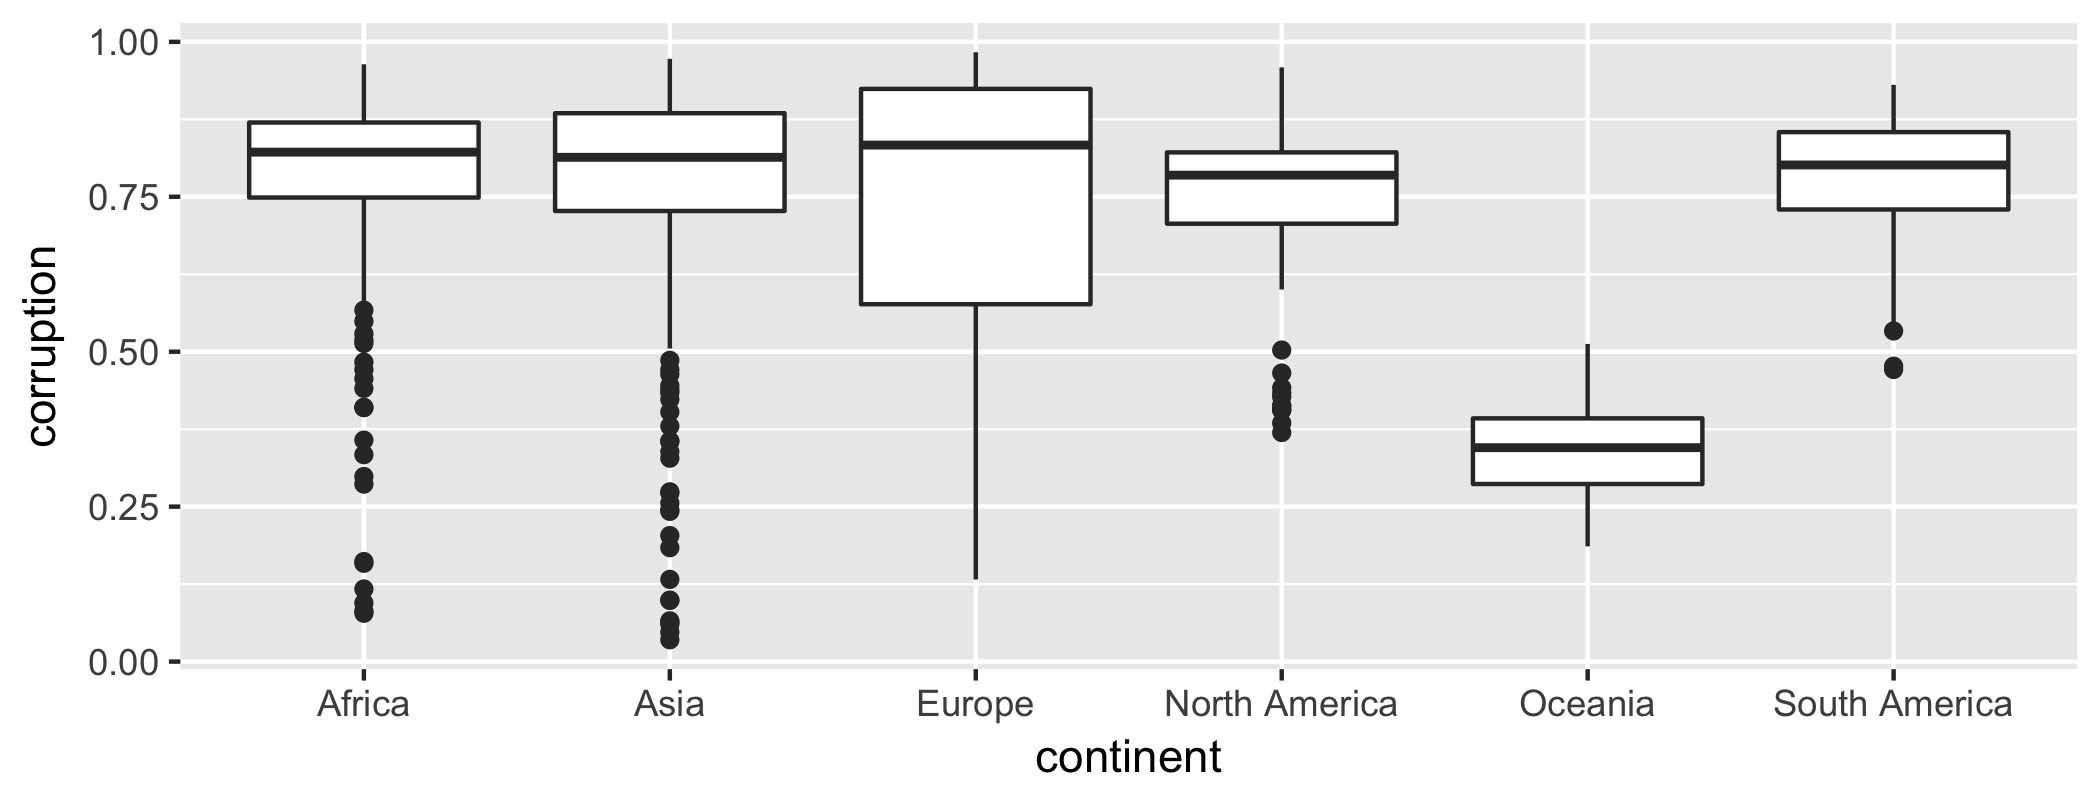 1.00
0.75
0.50
0.25
0.00
corruption
Africa
Asia
Europe
North America
Oceania
South America
continent